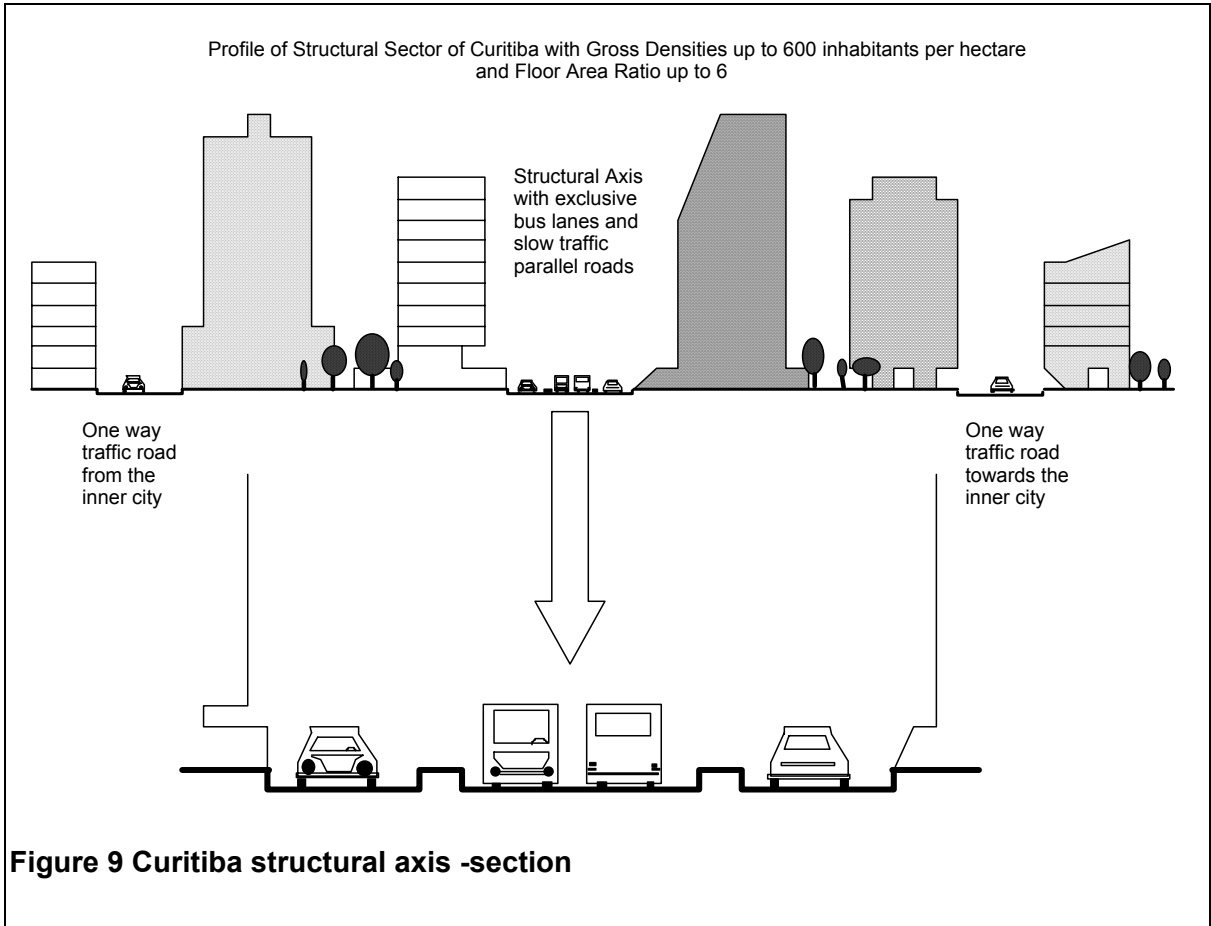 Profile of Structural Sector of Curitiba with Gross Densities up to 600 inhabitants per hectare
and Floor Area Ratio up to 6
Structural Axis
with exclusive
bus lanes and
slow traffic
parallel roads
One way
traffic road
from the
inner city
One way
traffic road
towards the
inner city
Figure 9 Curitiba structural axis -section